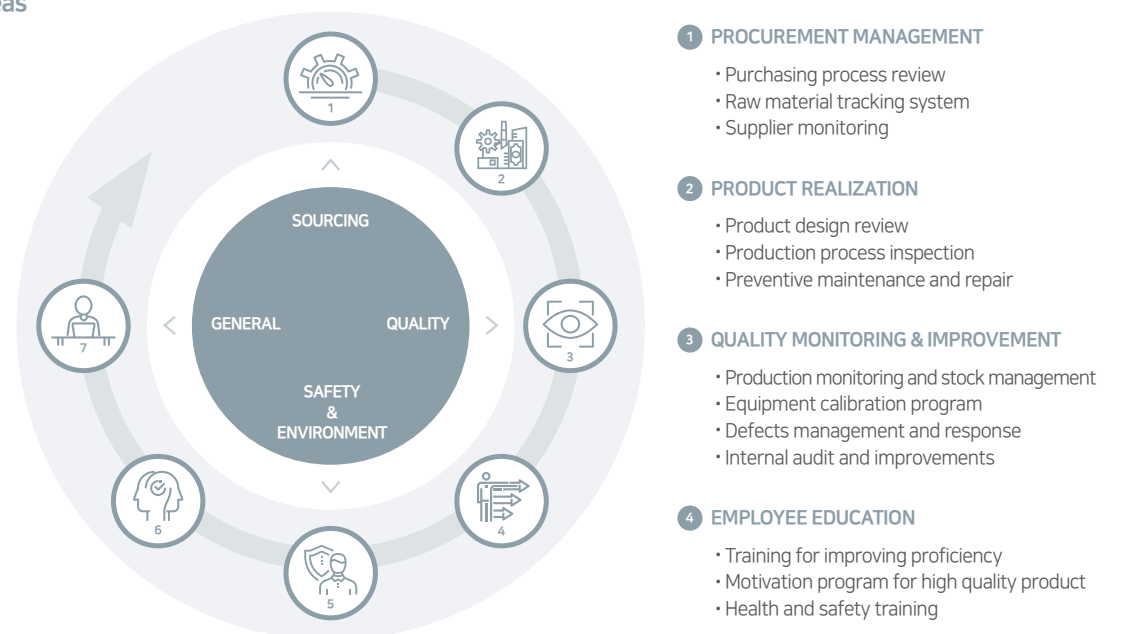 eas
1
2
3
4
5
6
7
SOURCING
GENERAL
QUALITY
SAFETY
&
ENVIRONMENT
1 PROCUREMENT MANAGEMENT
• Purchasing process review
• Raw material tracking system
• Supplier monitoring
2 PRODUCT REALIZATION
• Product design review
• Production process inspection
• Preventive maintenance and repair
3 QUALITY MONITORING & IMPROVEMENT
• Production monitoring and stock management
• Equipment calibration program
• Defects management and response
• Internal audit and improvements
4 EMPLOYEE EDUCATION
• Training for improving proficiency
• Motivation program for high quality product
• Health and safety training